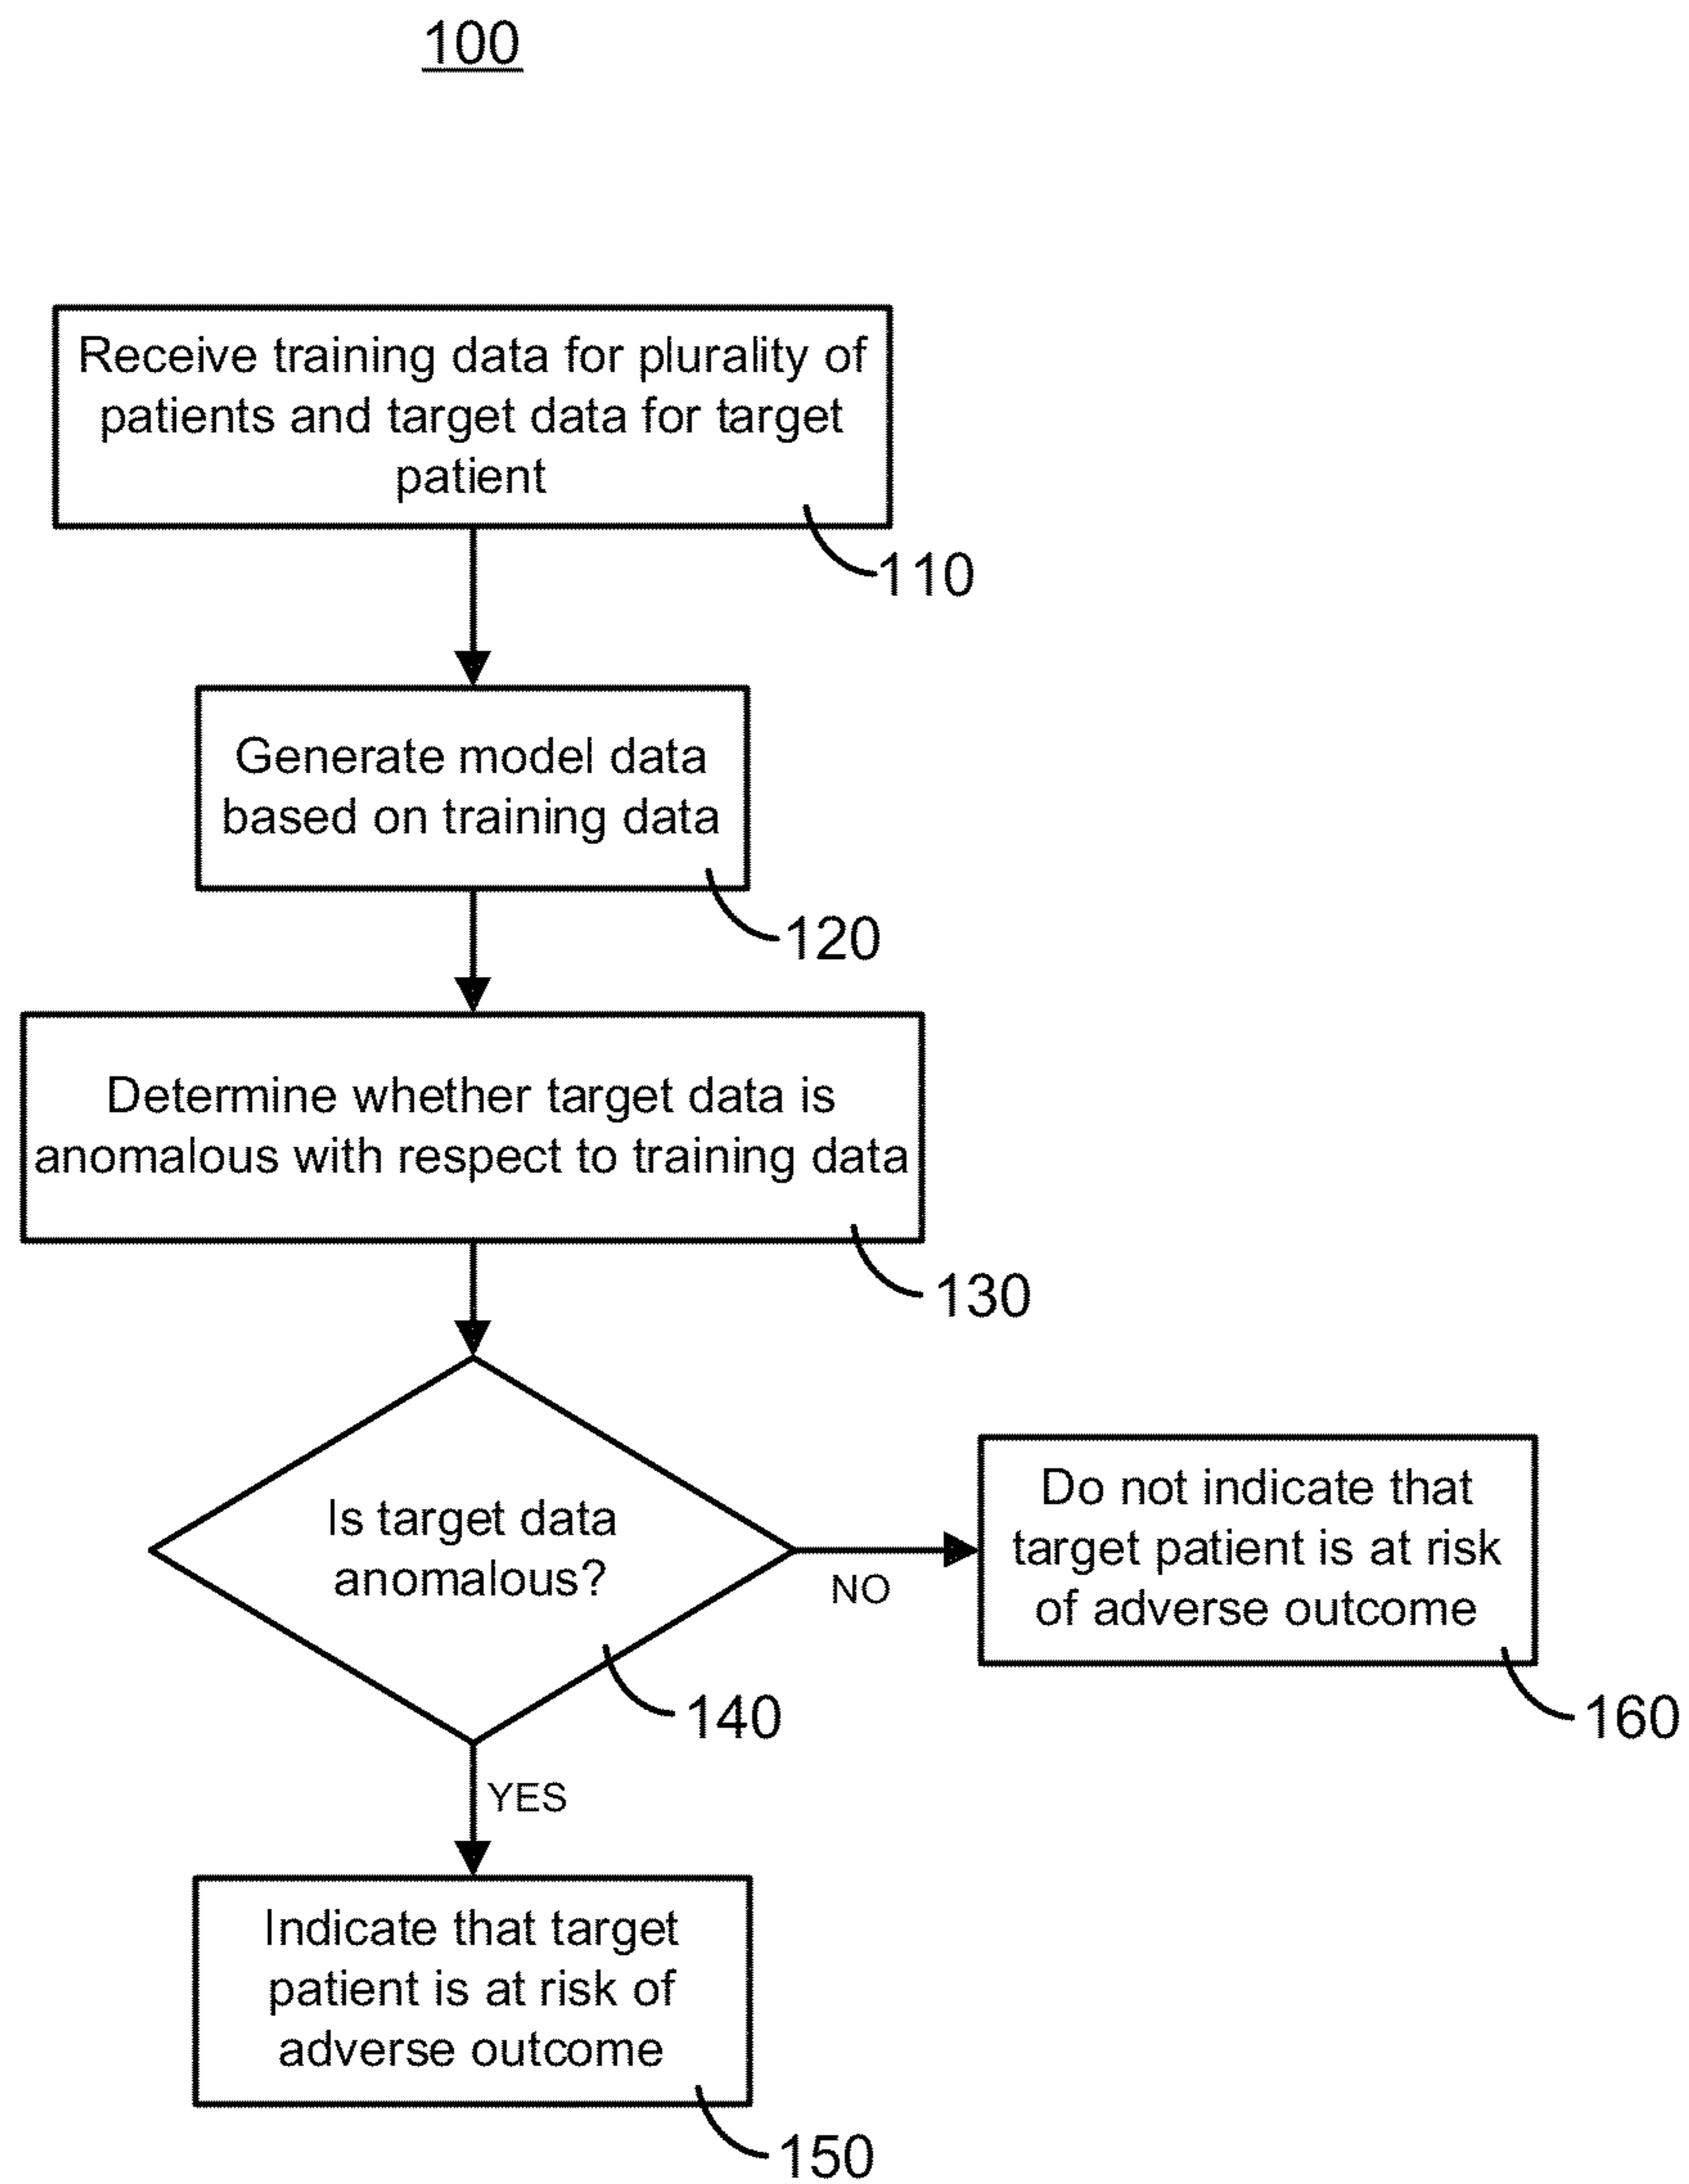 100
Receive training data for plurality of
patients and target data for target
patient
110
Generate model data
based on training data
120
Determine whether target data is
anomalous with respect to training data
130
Is target data
anomalous?
140
NO
Do not indicate that
target patient is at risk
of adverse outcome
160
YES
Indicate that target
patient is at risk of
adverse outcome
150